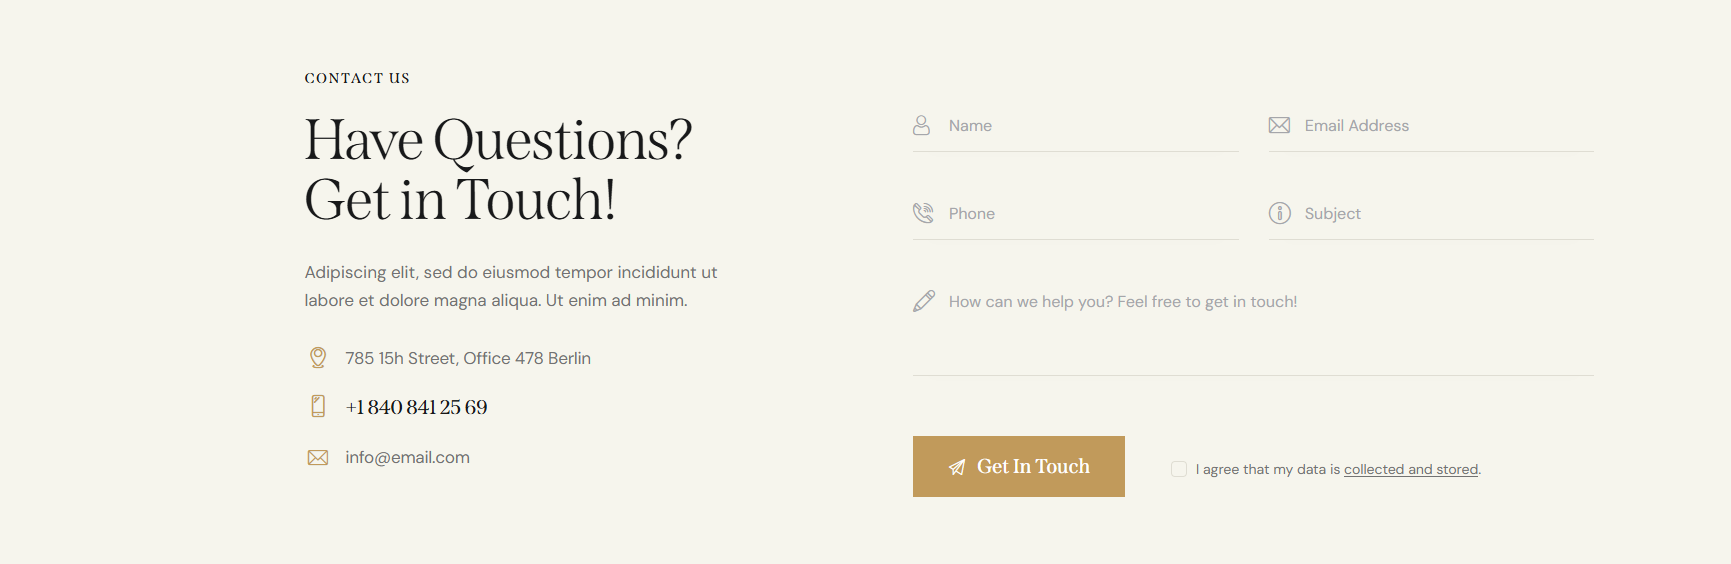 CONTACT US
Have Questions?
Get in Touch!
Adipiscing elit, sed do eiusmod tempor incididunt ut
labore et dolore magna aliqua. Ut enim ad minim.
785 15h Street, Office 478 Berlin
+1 840 841 25 69
info@email.com
Name
Email Address
Phone
Subject
How can we help you? Feel free to get in touch!
Get In Touch
I agree that my data is collected and stored.